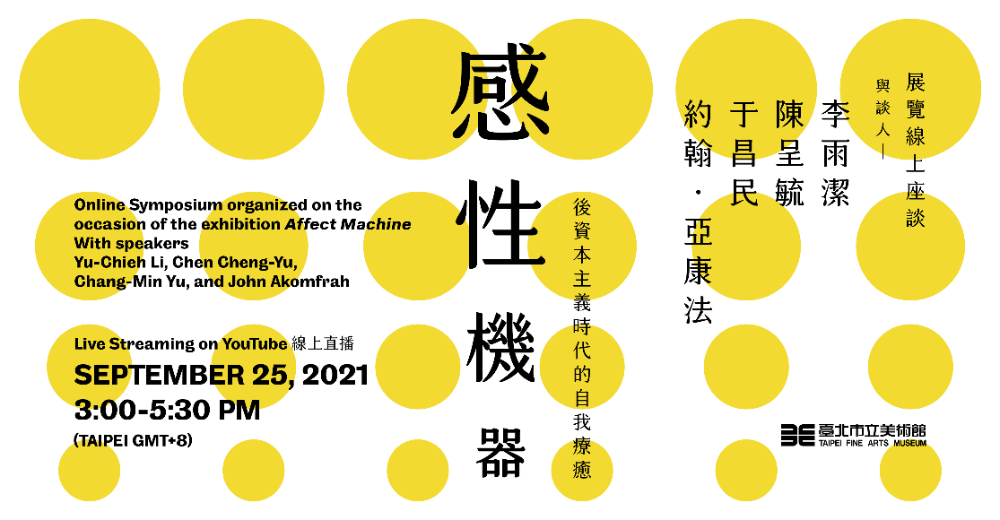 感性機器
後資本主義時代的自我療癒
展覽線上座談
與談人—
李雨潔
陳呈毓
于昌民
約翰・亞康法
Online Symposium organized on the
occasion of the exhibition Affect Machine
With speakers
Yu-Chieh Li, Chen Cheng-Yu,
Chang-Min Yu, and John Akomfrah
Live Streaming on YouTube 線上直播
SEPTEMBER 25, 2021
3:00-5:30 PM
(TAIPEI GMT+8)
臺北市立美術館
TAIPEI FINE ARTS MUSEUM